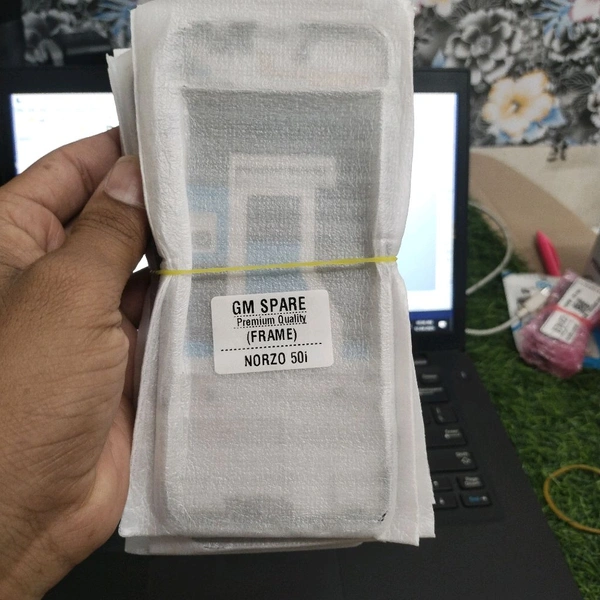 GM SPARE
Premium Quality
(FRAME)
NORZO 50i